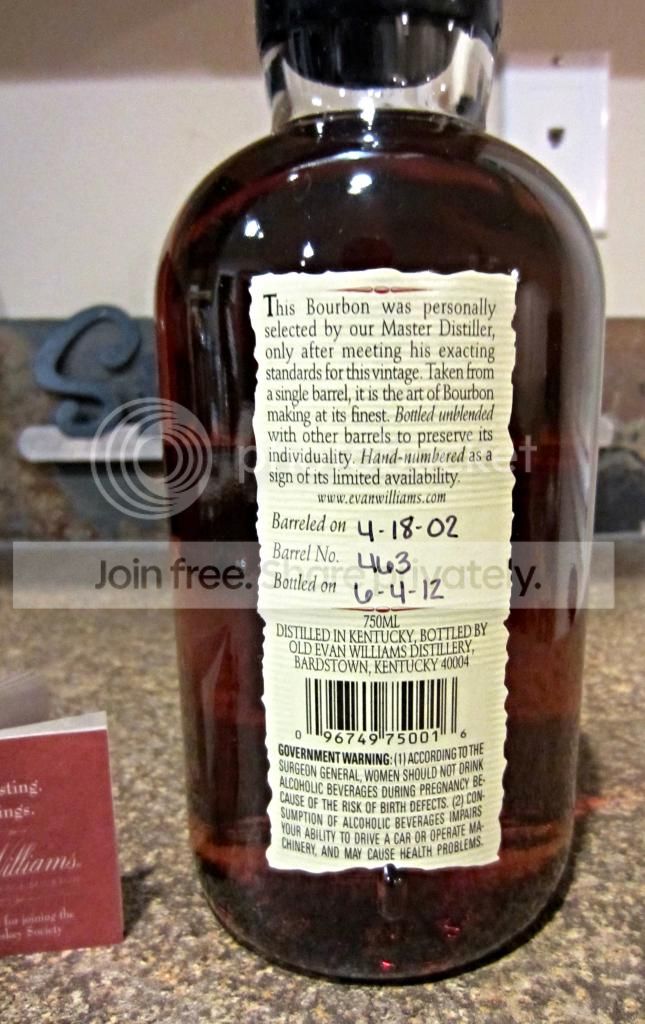 This Bourbon was personally
selected by our Master Distiller,
only after meeting his exacting
standards for this vintage. Taken from
a single barrel, it is the art of Bourbon
making at its finest. Bottled unblended
with other barrels to preserve its
individuality. Hand-numbered as a
sign of its limited availability.
www.evanwilliams.com
Barreled on 4-18-02
Barrel No. 463
Bottled on 6-4-12
Join free. Share privately.
750ML
DISTILLED IN KENTUCKY, BOTTLED BY
OLD EVAN WILLIAMS DISTILLERY,
BARDSTOWN, KENTUCKY 40004
0 96749 75001 6
GOVERNMENT WARNING: (1) ACCORDING TO THE
SURGEON GENERAL, WOMEN SHOULD NOT DRINK
ALCOHOLIC BEVERAGES DURING PREGNANCY BE-
CAUSE OF THE RISK OF BIRTH DEFECTS. (2) CON-
SUMPTION OF ALCOHOLIC BEVERAGES IMPAIRS
YOUR ABILITY TO DRIVE A CAR OR OPERATE MA-
CHINERY, AND MAY CAUSE HEALTH PROBLEMS.
Williams.
for joining the
Society